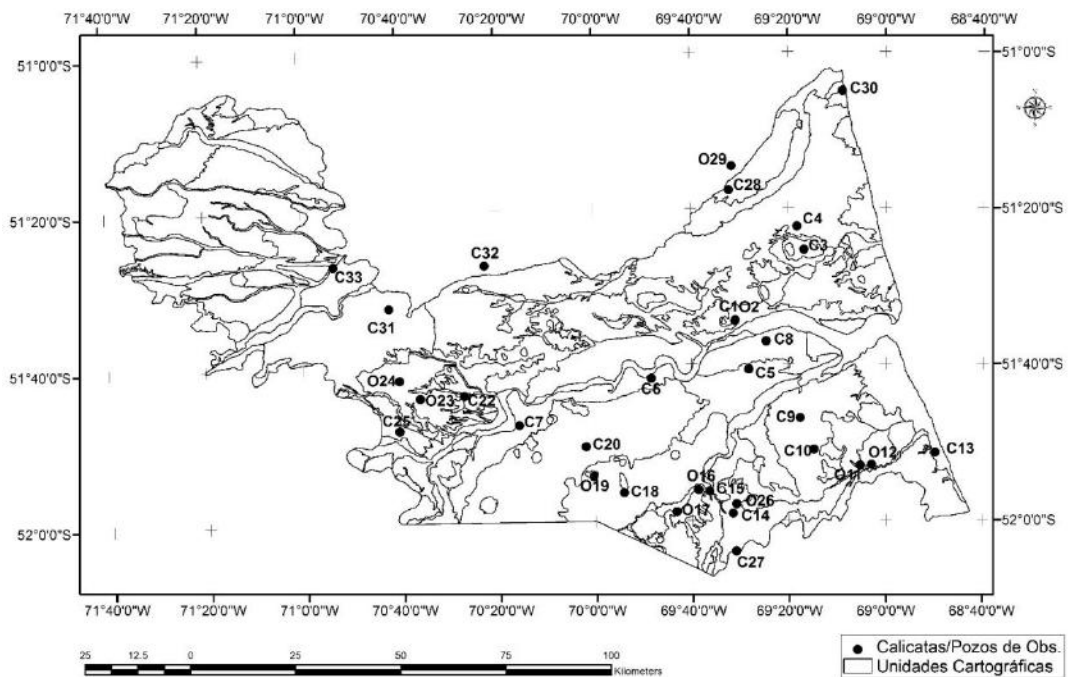 71°40'0"W 71°20'0"W 71°0'0"W 70°40'0"W 70°20'0"W 70°0'0"W 69°40'0"W 69°20'0"W 69°0'0"W 68°40'0"W
51°0'0"S 51°0'0"S
C30
O29
C28
51°20'0"S 51°20'0"S
C4
C3
C32
C33
C1O2
C31
C8
51°40'0"S 51°40'0"S
O24
C5
C6
O23 C22
C25
C7
C9
C20
C10
O12
C13
O11
O19
O16
C15
C18
O26
O17
C14
52°0'0"S 52°0'0"S
C27
71°40'0"W 71°20'0"W 71°0'0"W 70°40'0"W 70°20'0"W 70°0'0"W 69°40'0"W 69°20'0"W 69°0'0"W 68°40'0"W
25 12.5 0 25 50 75 100
Kilometers
Calicatas/Pozos de Obs.
Unidades Cartográficas